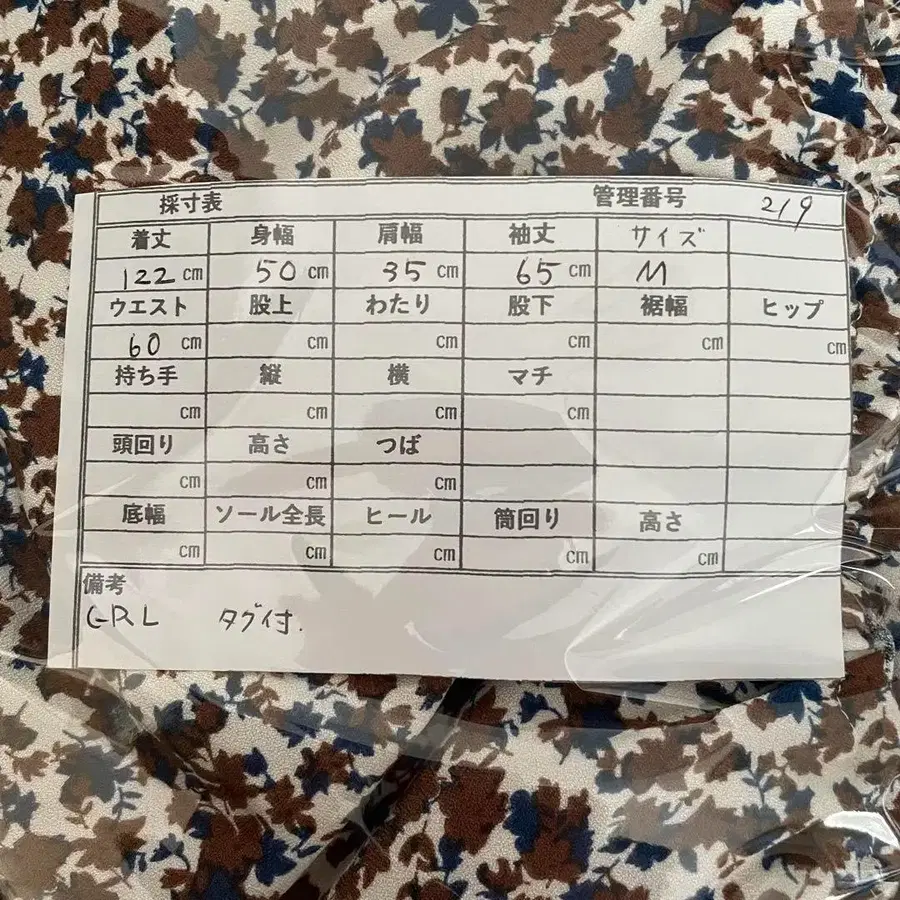 採寸表 管理番号 219
着丈 身幅 肩幅 袖丈 サイズ
122 cm 50 cm 35 cm 65 cm M
ウエスト 股上 わたり 股下 裾幅 ヒップ
60 cm cm cm cm cm cm
持ち手 縦 横 マチ
cm cm cm cm
頭回り 高さ つば
cm cm cm
底幅 ソール全長 ヒール 筒回り 高さ
cm cm cm cm cm
備考
GRL タグ付.